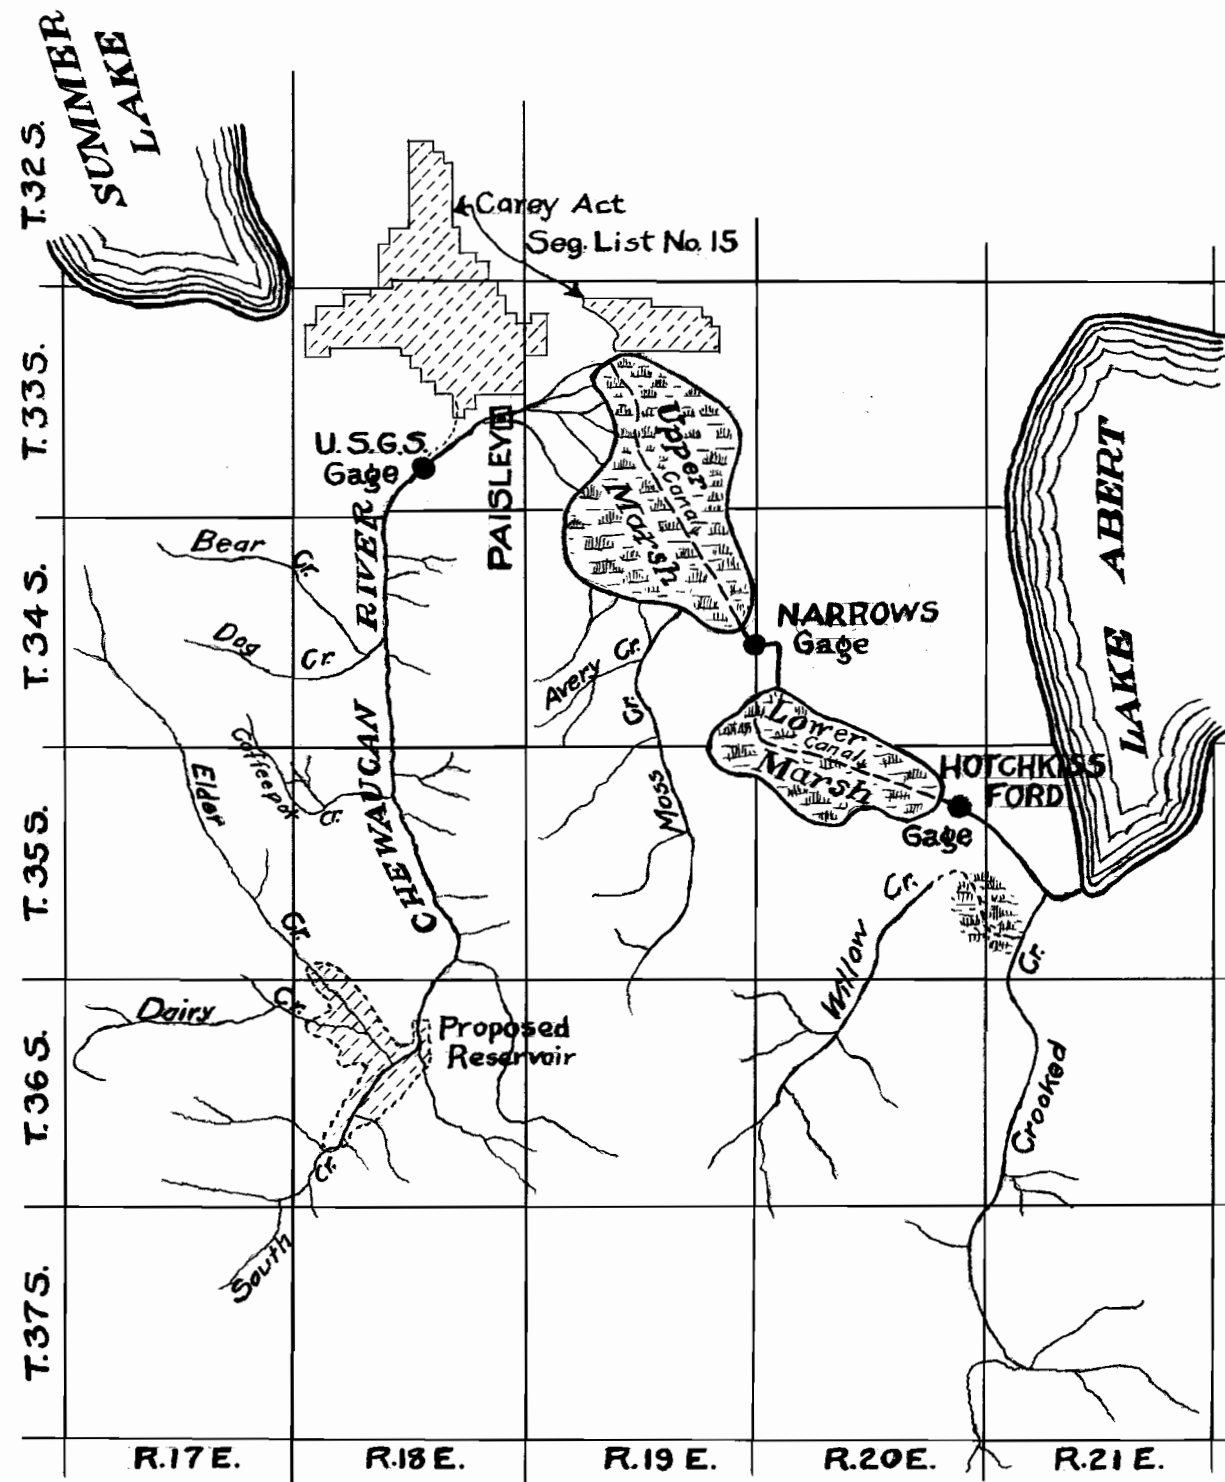 SUMMER
LAKE
T.32 S.
Carey Act
Seg. List No. 15
T.33 S.
U.S.G.S.
Gage
PAISLEY
Upper
Canal
Marsh
LAKE ABERT
Bear Cr.
RIVER
T.34 S.
Dog Cr.
NARROWS
Gage
Avery Cr.
Cr.
Moss
CHEWAUCAN
Lower
Canal
Marsh
Coffeepot Cr.
Elder
Cr.
HOTCHKISS
FORD
Gage
T.35 S.
Willow Cr.
Crooked Cr.
Dairy Cr.
Proposed
Reservoir
T.36 S.
South Cr.
T.37 S.
R.17 E. R.18 E. R.19 E. R.20 E. R.21 E.